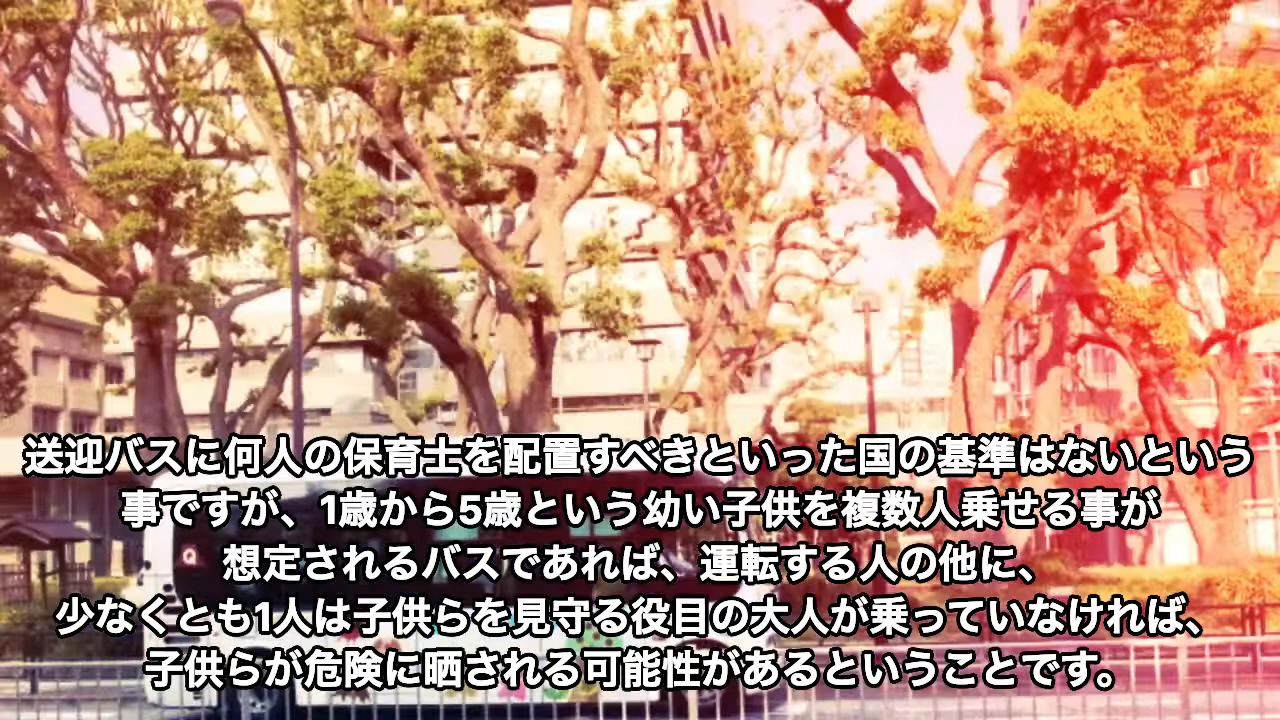 送迎バスに何人の保育士を配置すべきといった国の基準はないという
事ですが、1歳から5歳という幼い子供を複数人乗せる事が
想定されるバスであれば、運転する人の他に、
少なくとも1人は子供らを見守る役目の大人が乗っていなければ、
子供らが危険に晒される可能性があるということです。